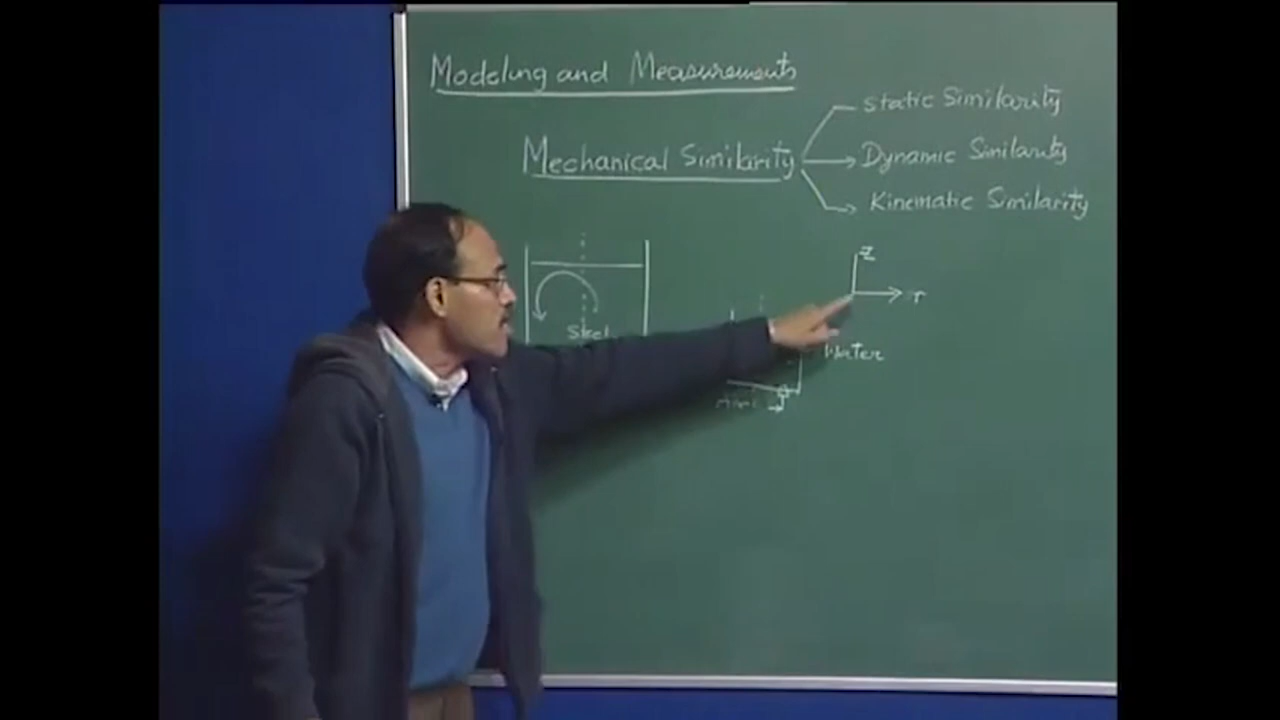 Modeling and Measurements
Static Similarity
Mechanical Similarity
Dynamic Similarity
Kinematic Similarity
z
r
Steel
Water